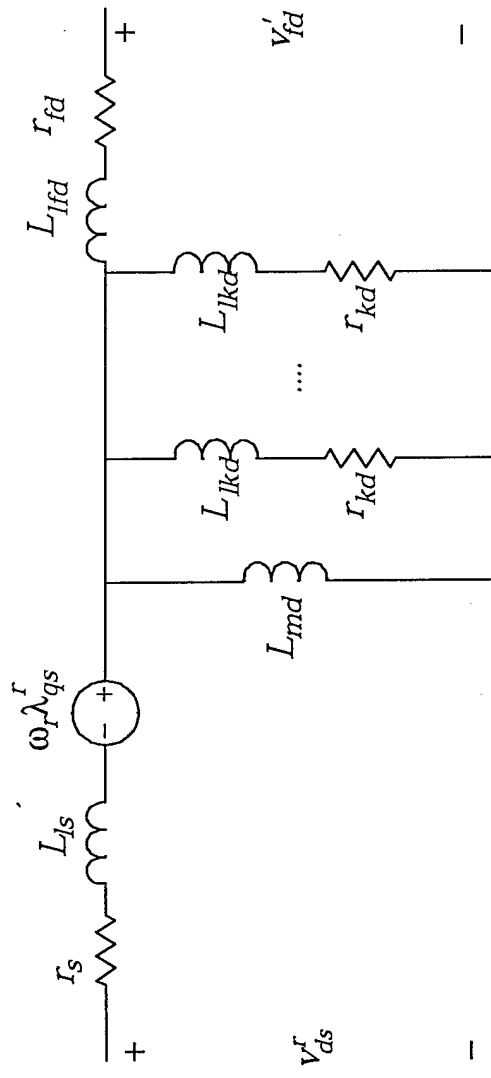 r_s
L_ls
ω_r λ^r_qs
− +
L_lfd
r_fd
+
+
v^r_ds
L_md
L_lkd
r_kd
....
L_lkd
r_kd
v'_fd
−
−